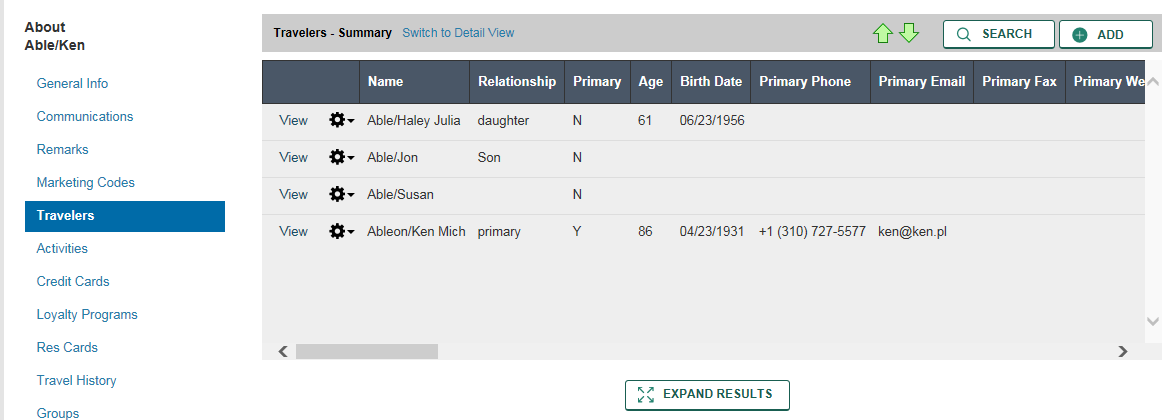 About
Able/Ken
General Info
Communications
Remarks
Marketing Codes
Travelers
Activities
Credit Cards
Loyalty Programs
Res Cards
Travel History
Groups
Travelers - Summary Switch to Detail View SEARCH ADD
Name Relationship Primary Age Birth Date Primary Phone Primary Email Primary Fax Primary We
View Able/Haley Julia daughter N 61 06/23/1956
View Able/Jon Son N
View Able/Susan N
View Ableon/Ken Mich primary Y 86 04/23/1931 +1 (310) 727-5577 ken@ken.pl
EXPAND RESULTS